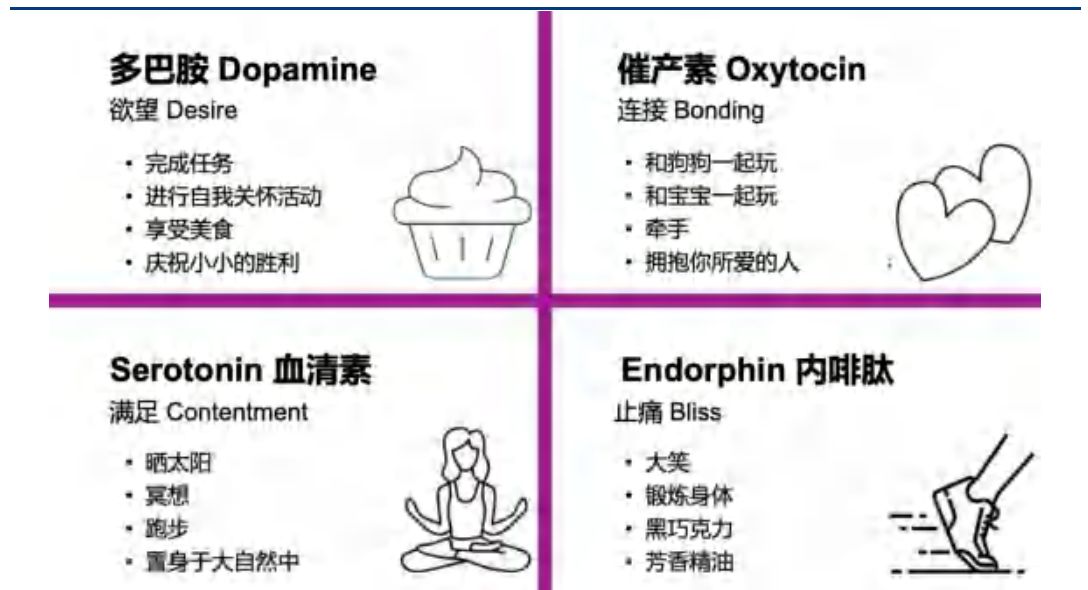 多巴胺 Dopamine
欲望 Desire
• 完成任务
• 进行自我关怀活动
• 享受美食
• 庆祝小小的胜利
催产素 Oxytocin
连接 Bonding
• 和狗狗一起玩
• 和宝宝一起玩
• 牵手
• 拥抱你所爱的人
Serotonin 血清素
满足 Contentment
• 晒太阳
• 冥想
• 跑步
• 置身于大自然中
Endorphin 内啡肽
止痛 Bliss
• 大笑
• 锻炼身体
• 黑巧克力
• 芳香精油